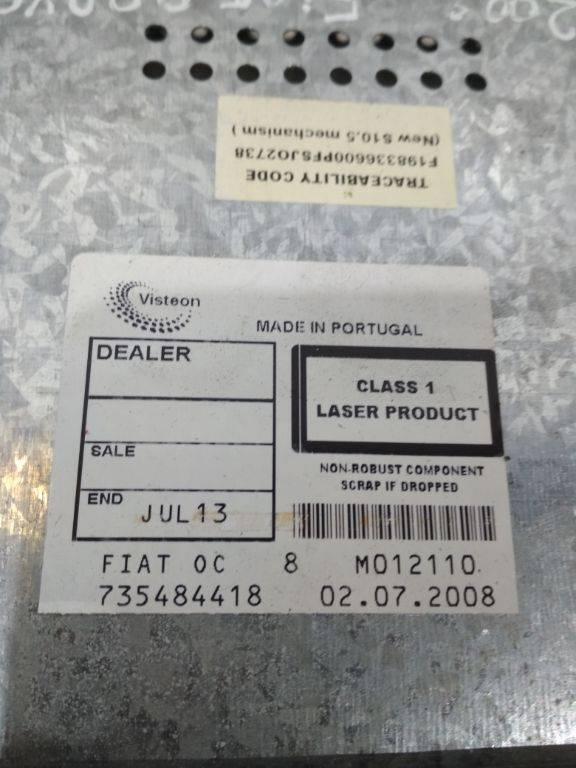 TRACEABILITY CODE
F198336600PFSJO2738
(New S10.5 mechanism )
Visteon
MADE IN PORTUGAL
DEALER
CLASS 1
LASER PRODUCT
SALE
NON-ROBUST COMPONENT
SCRAP IF DROPPED
END JUL13
FIAT OC 8 M012110
735484418 02.07.2008